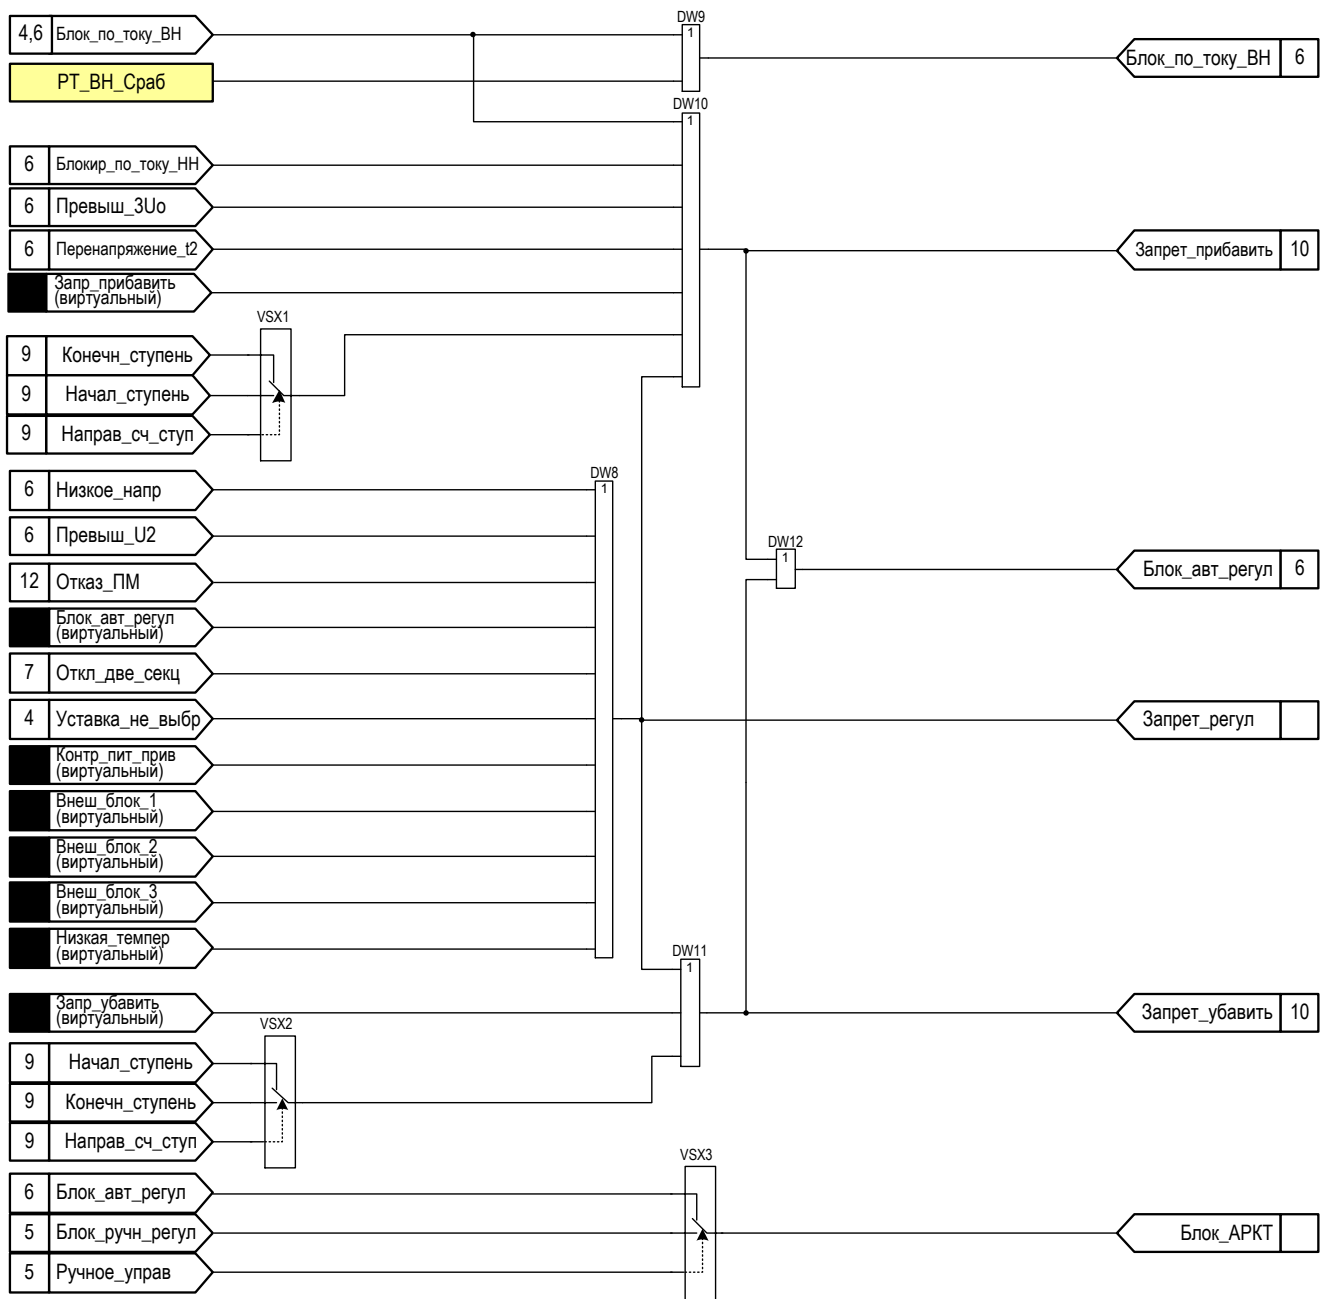 DW9
4,6 Блок_по_току_ВН
1
Блок_по_току_ВН 6
РТ_ВН_Сраб
DW10
1
6 Блокир_по_току_НН
6 Превыш_3Uo
6 Перенапряжение_t2
Запрет_прибавить 10
Запр_прибавить
(виртуальный)
VSX1
9 Конечн_ступень
9 Начал_ступень
9 Направ_сч_ступ
DW8
6 Низкое_напр
1
6 Превыш_U2
DW12
1
12 Отказ_ПМ
Блок_авт_регул 6
Блок_авт_регул
(виртуальный)
7 Откл_две_секц
4 Уставка_не_выбр
Запрет_регул
Контр_пит_прив
(виртуальный)
Внеш_блок_1
(виртуальный)
Внеш_блок_2
(виртуальный)
Внеш_блок_3
(виртуальный)
Низкая_темпер
(виртуальный)
DW11
1
Запр_убавить
(виртуальный)
Запрет_убавить 10
VSX2
9 Начал_ступень
9 Конечн_ступень
9 Направ_сч_ступ
VSX3
6 Блок_авт_регул
5 Блок_ручн_регул
Блок_АРКТ
5 Ручное_управ